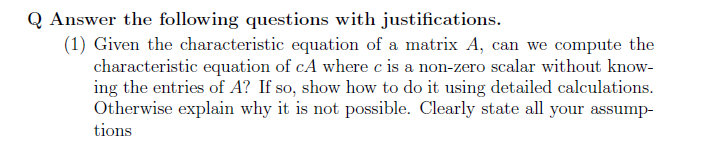 Q Answer the following questions with justifications.
(1) Given the characteristic equation of a matrix A, can we compute the
characteristic equation of cA where c is a non-zero scalar without know-
ing the entries of A? If so, show how to do it using detailed calculations.
Otherwise explain why it is not possible. Clearly state all your assump-
tions